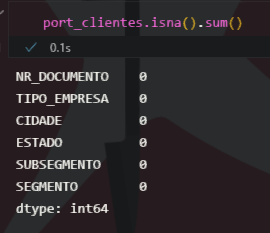 port_clientes.isna().sum()
0.1s
NR_DOCUMENTO 0
TIPO_EMPRESA 0
CIDADE 0
ESTADO 0
SUBSEGMENTO 0
SEGMENTO 0
dtype: int64